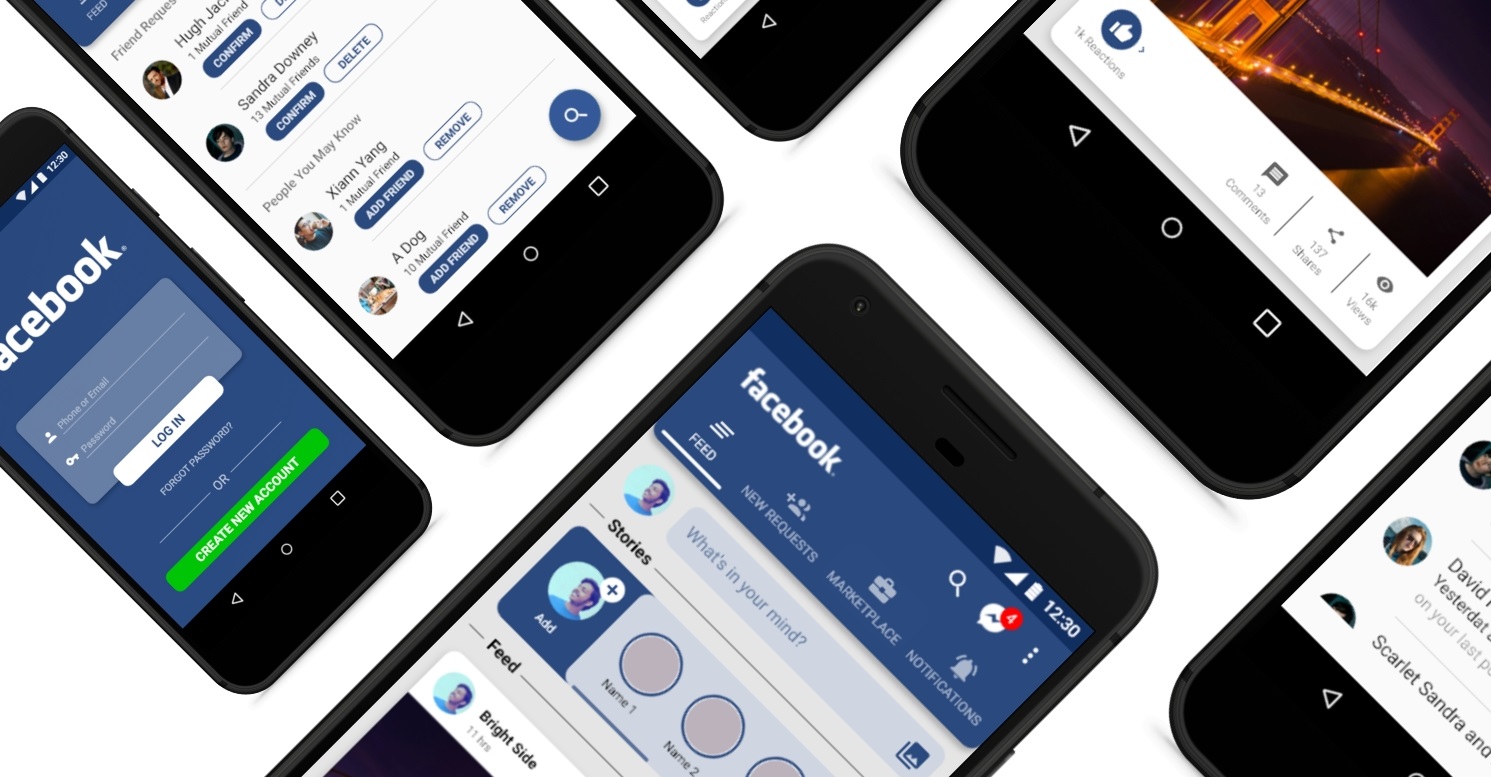 12:30
facebook
Phone or Email
Password
LOG IN
FORGOT PASSWORD?
OR
CREATE NEW ACCOUNT
FEED
Hugh
1 Mutual Friend
CONFIRM
Sandra Downey
13 Mutual Friends
CONFIRM
DELETE
People You May Know
Xiann Yang
1 Mutual Friend
ADD FRIEND
REMOVE
A Dog
10 Mutual Friend
ADD FRIEND
REMOVE
12:30
facebook
4
FEED
NEW REQUESTS
MARKETPLACE
NOTIFICATIONS
What's in your mind?
Stories
Add
Name 1
Name 2
Feed
Bright Side
11 hrs
1k Reactions
13
Comments
137
Shares
16k
Views
David
Yesterdat
on your last
Scarlet Sandra and